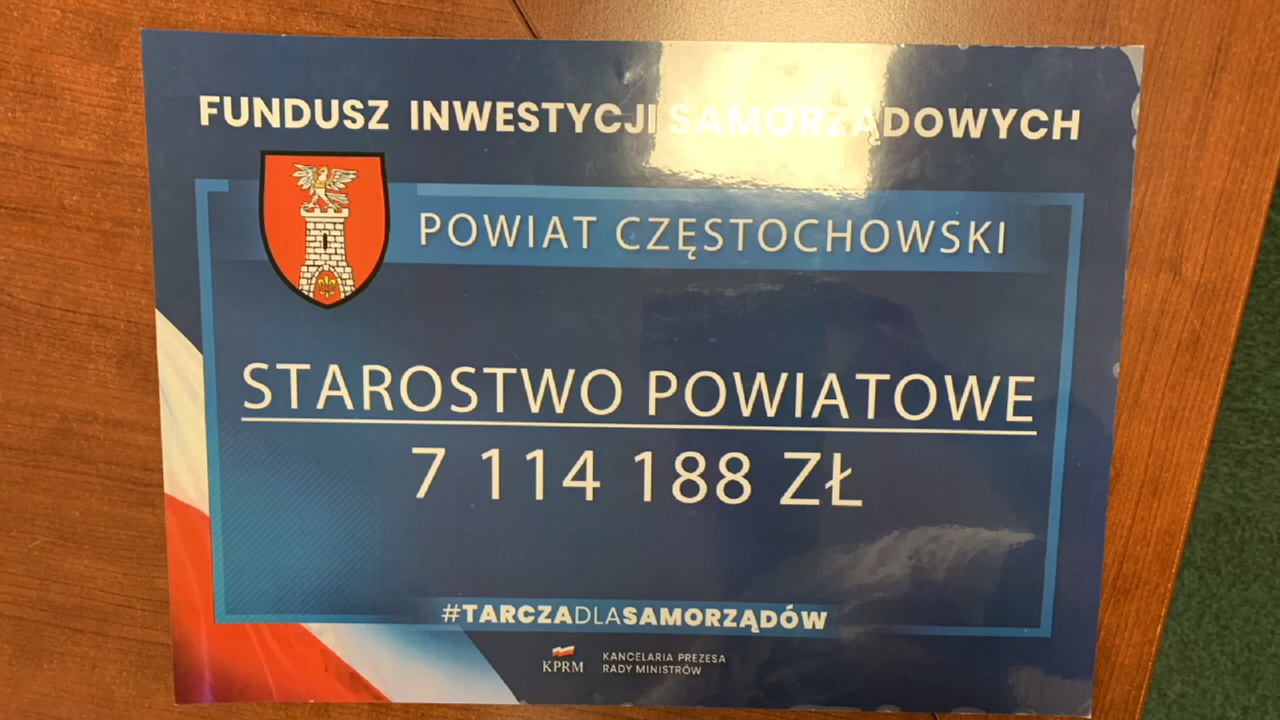 FUNDUSZ INWESTYCJI SAMORZĄDOWYCH
POWIAT CZĘSTOCHOWSKI
STAROSTWO POWIATOWE
7 114 188 ZŁ
#TARCZADLASAMORZĄDÓW
KPRM
KANCELARIA PREZESA
RADY MINISTRÓW